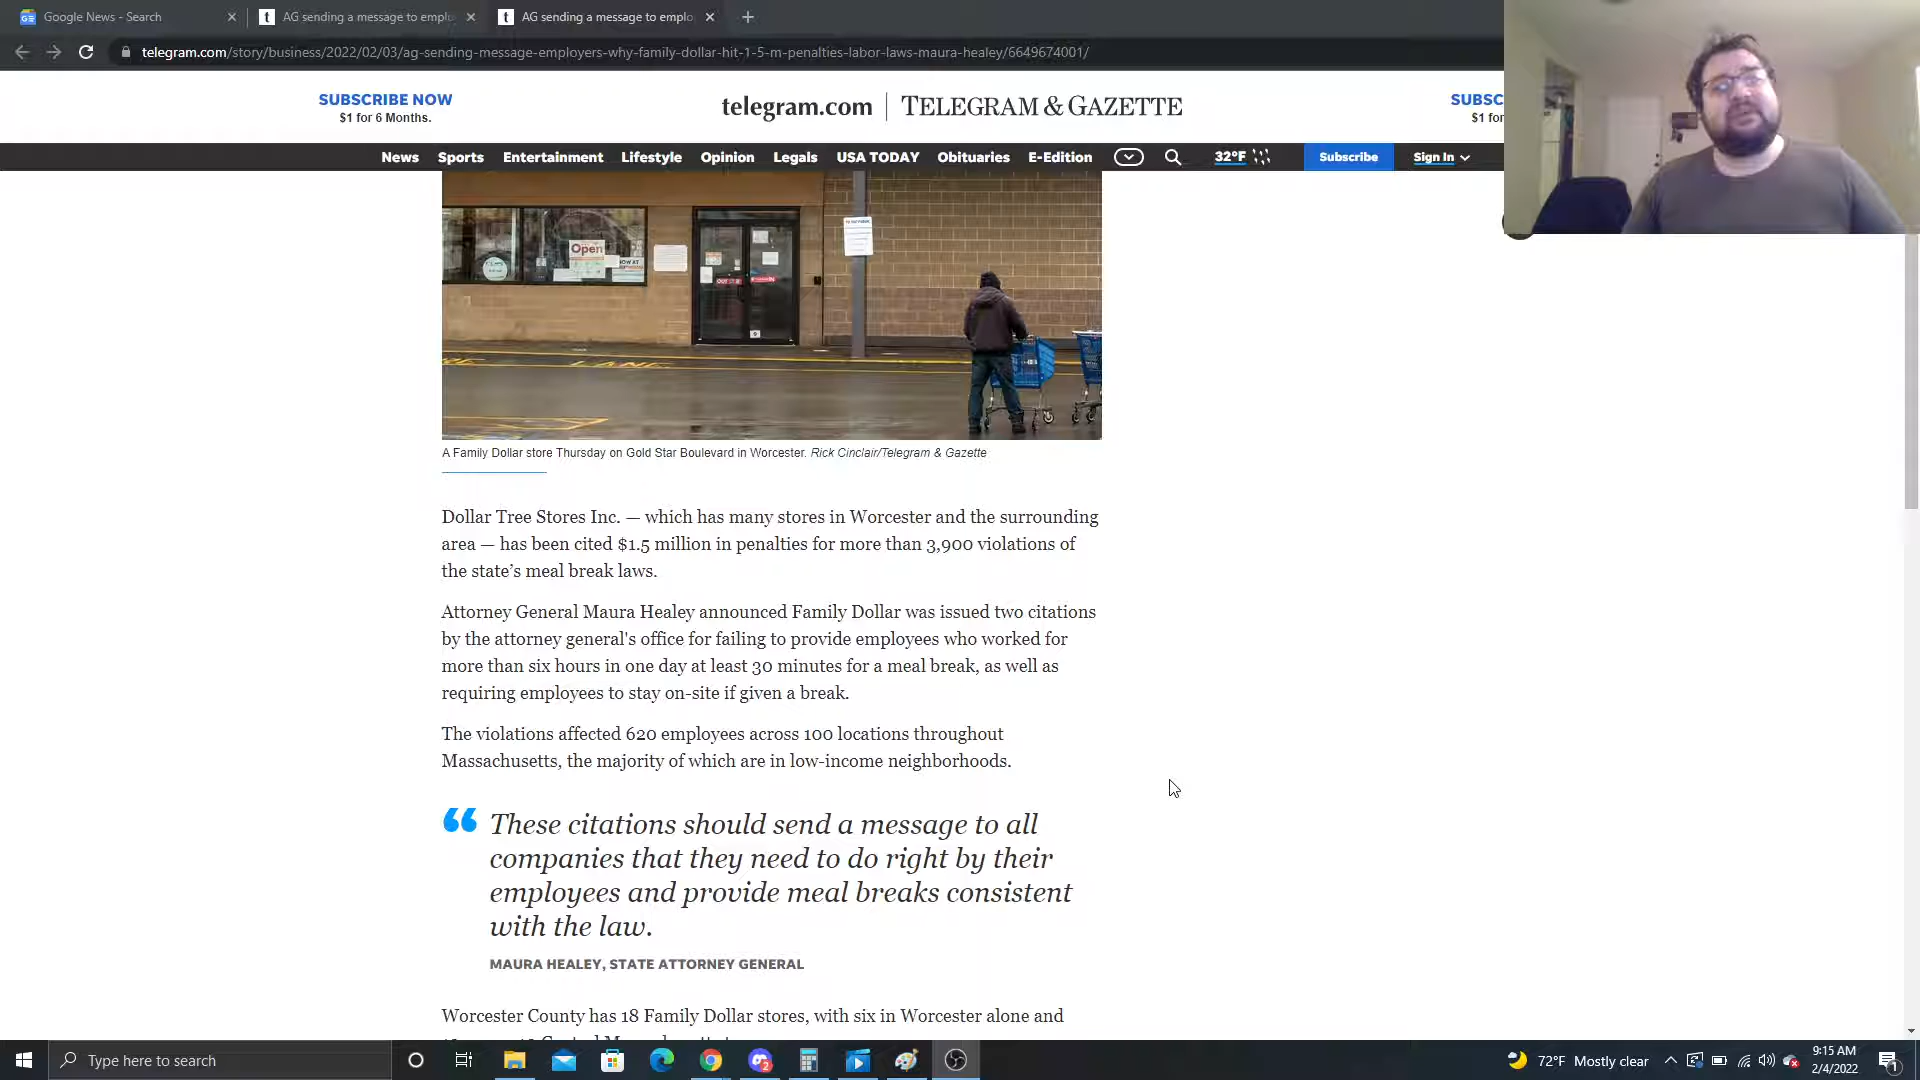 Google News - Search
AG sending a message to emplo
AG sending a message to emplo
telegram.com/story/business/2022/02/03/ag-sending-message-employers-why-family-dollar-hit-1-5-m-penalties-labor-laws-maura-healey/6649674001/
SUBSCRIBE NOW
$1 for 6 Months.
telegram.com | TELEGRAM & GAZETTE
SUBSC
$1 for
News Sports Entertainment Lifestyle Opinion Legals USA TODAY Obituaries E-Edition 32°F Subscribe Sign In
Open
A Family Dollar store Thursday on Gold Star Boulevard in Worcester. Rick Cinclair/Telegram & Gazette
Dollar Tree Stores Inc. — which has many stores in Worcester and the surrounding
area — has been cited $1.5 million in penalties for more than 3,900 violations of
the state’s meal break laws.
Attorney General Maura Healey announced Family Dollar was issued two citations
by the attorney general's office for failing to provide employees who worked for
more than six hours in one day at least 30 minutes for a meal break, as well as
requiring employees to stay on-site if given a break.
The violations affected 620 employees across 100 locations throughout
Massachusetts, the majority of which are in low-income neighborhoods.
“ These citations should send a message to all
companies that they need to do right by their
employees and provide meal breaks consistent
with the law.
MAURA HEALEY, STATE ATTORNEY GENERAL
Worcester County has 18 Family Dollar stores, with six in Worcester alone and
Type here to search
72°F Mostly clear
9:15 AM
2/4/2022